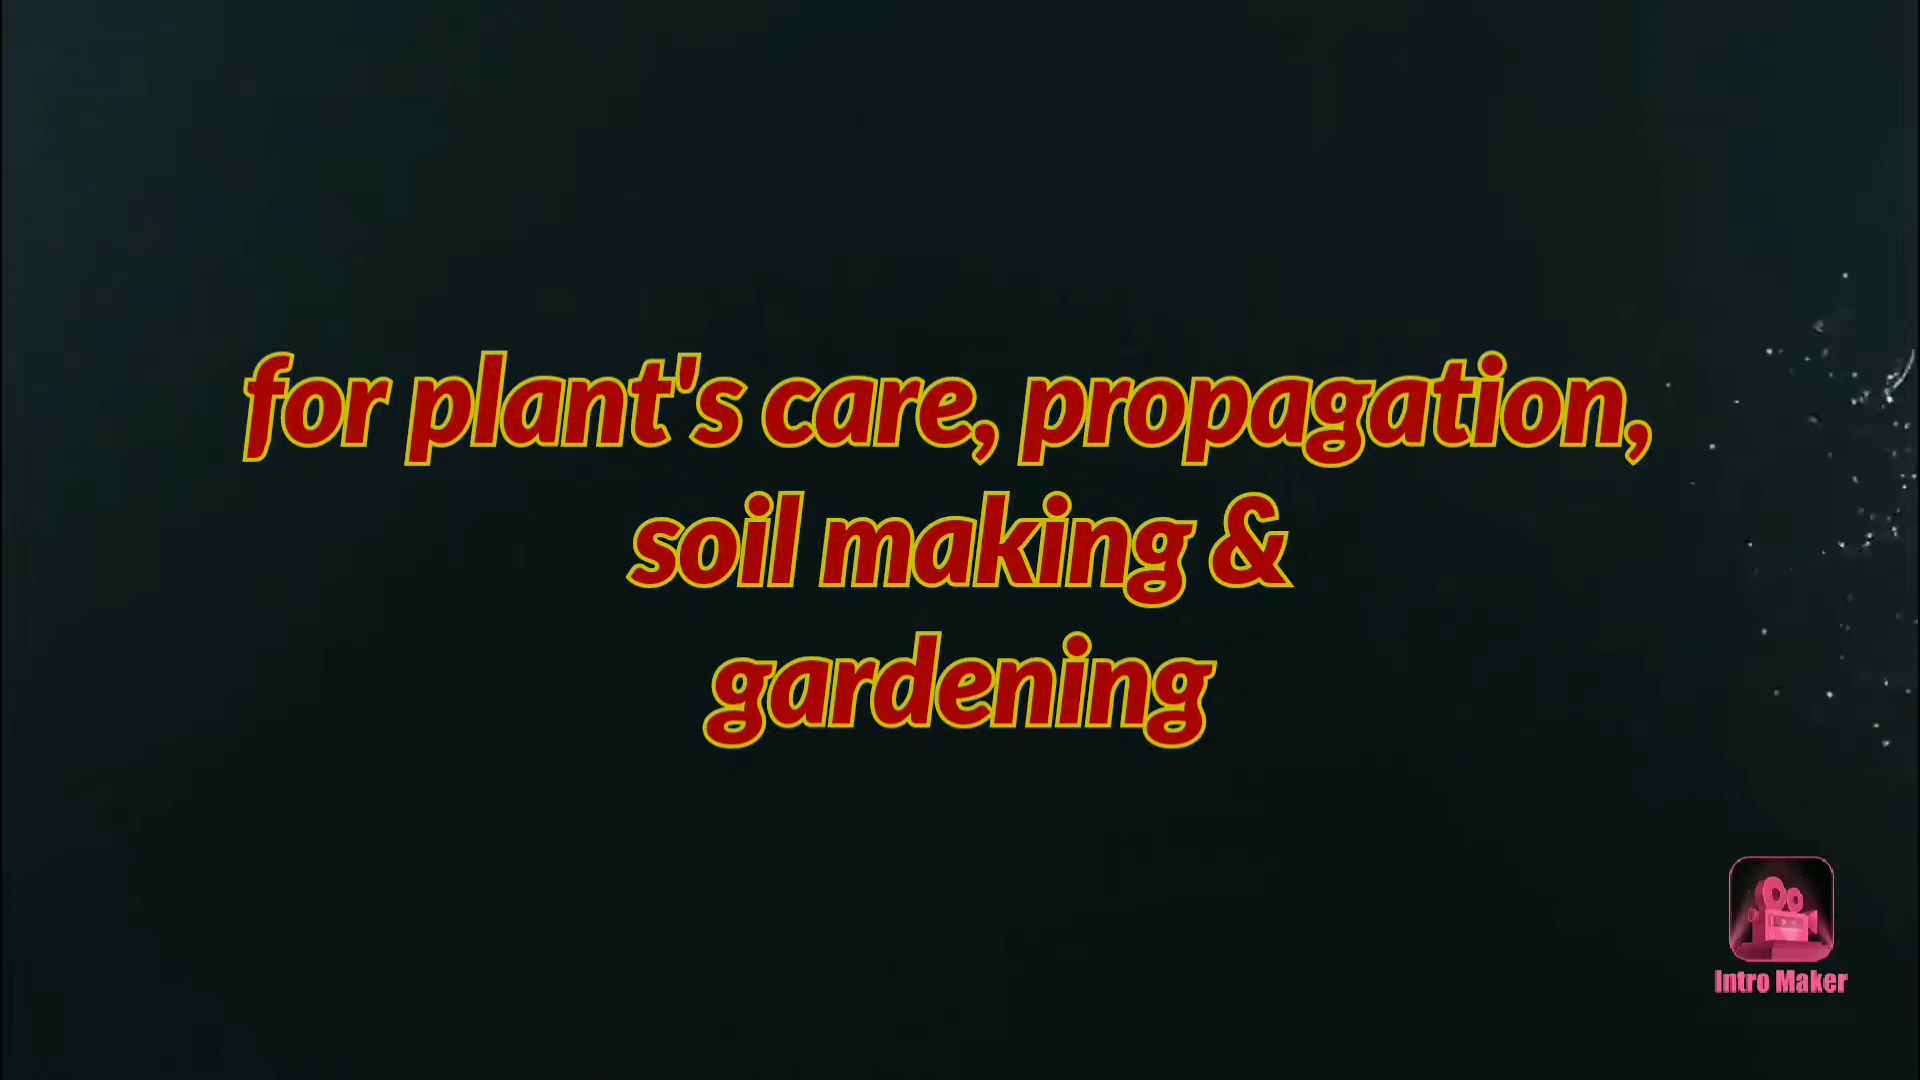 for plant's care, propagation,
soil making &
gardening
Intro Maker